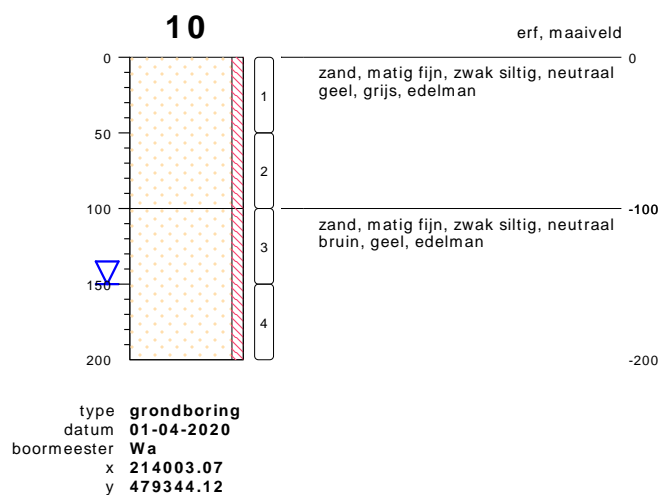 10
erf, maaiveld
0
0
zand, matig fijn, zwak siltig, neutraal
geel, grijs, edelman
1
50
2
100
-100
zand, matig fijn, zwak siltig, neutraal
bruin, geel, edelman
3
150
4
200
-200
type grondboring
datum 01-04-2020
boormeester Wa
x 214003.07
y 479344.12